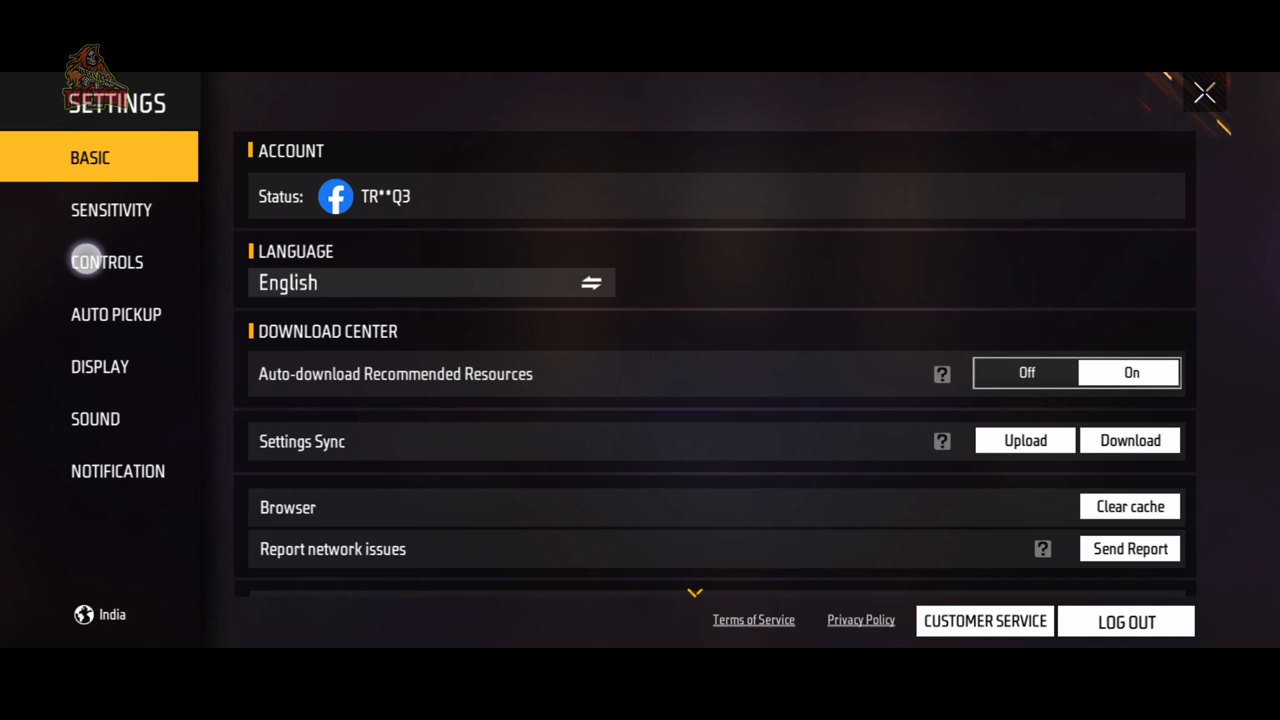 SETTINGS
BASIC
SENSITIVITY
CONTROLS
AUTO PICKUP
DISPLAY
SOUND
NOTIFICATION
India
ACCOUNT
Status: TR**Q3
LANGUAGE
English
DOWNLOAD CENTER
Auto-download Recommended Resources ? Off On
Settings Sync ? Upload Download
Browser Clear cache
Report network issues ? Send Report
Terms of Service Privacy Policy CUSTOMER SERVICE LOG OUT